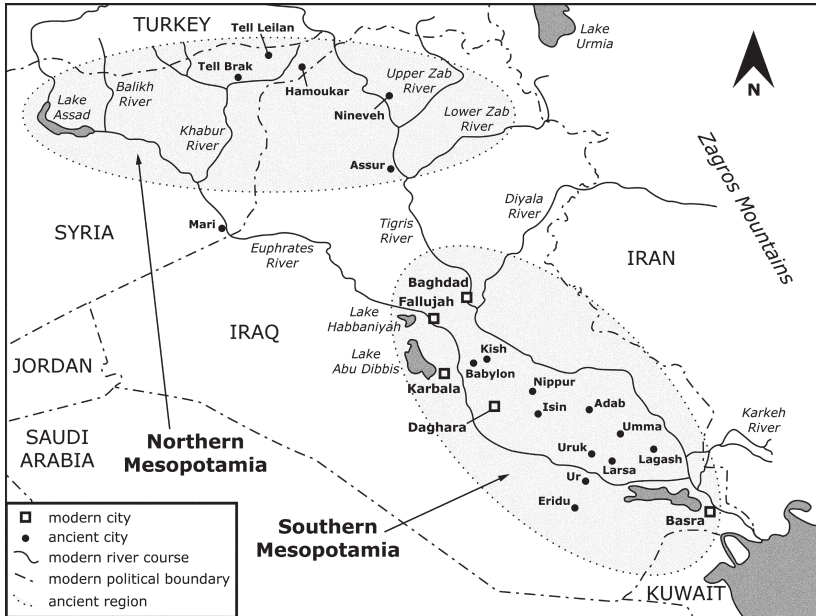 TURKEY
Tell Leilan
Lake
Urmia
Tell Brak
Hamoukar
Balikh
River
Upper Zab
River
N
Lake
Assad
Nineveh
Lower Zab
River
Khabur
River
Zagros Mountains
Assur
Diyala
River
Mari
Tigris
River
SYRIA
Euphrates
River
IRAN
Baghdad
Fallujah
Lake
Habbaniyah
IRAQ
Kish
Lake
Abu Dibbis
Babylon
JORDAN
Karbala
Nippur
Isin
Adab
Karkeh
River
Daghara
Umma
SAUDI
ARABIA
Northern
Mesopotamia
Uruk
Lagash
Larsa
Ur
Eridu
Basra
Southern
Mesopotamia
modern city
ancient city
modern river course
modern political boundary
ancient region
KUWAIT